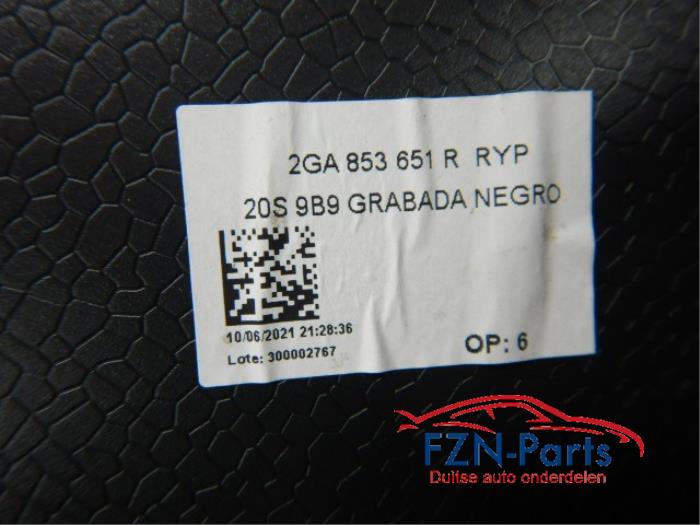 2GA 853 651 R RYP
20S 9B9 GRABADA NEGRO
10/06/2021 21:28:36
Lote: 300002767
OP: 6
FZN-Parts
Duitse auto onderdelen